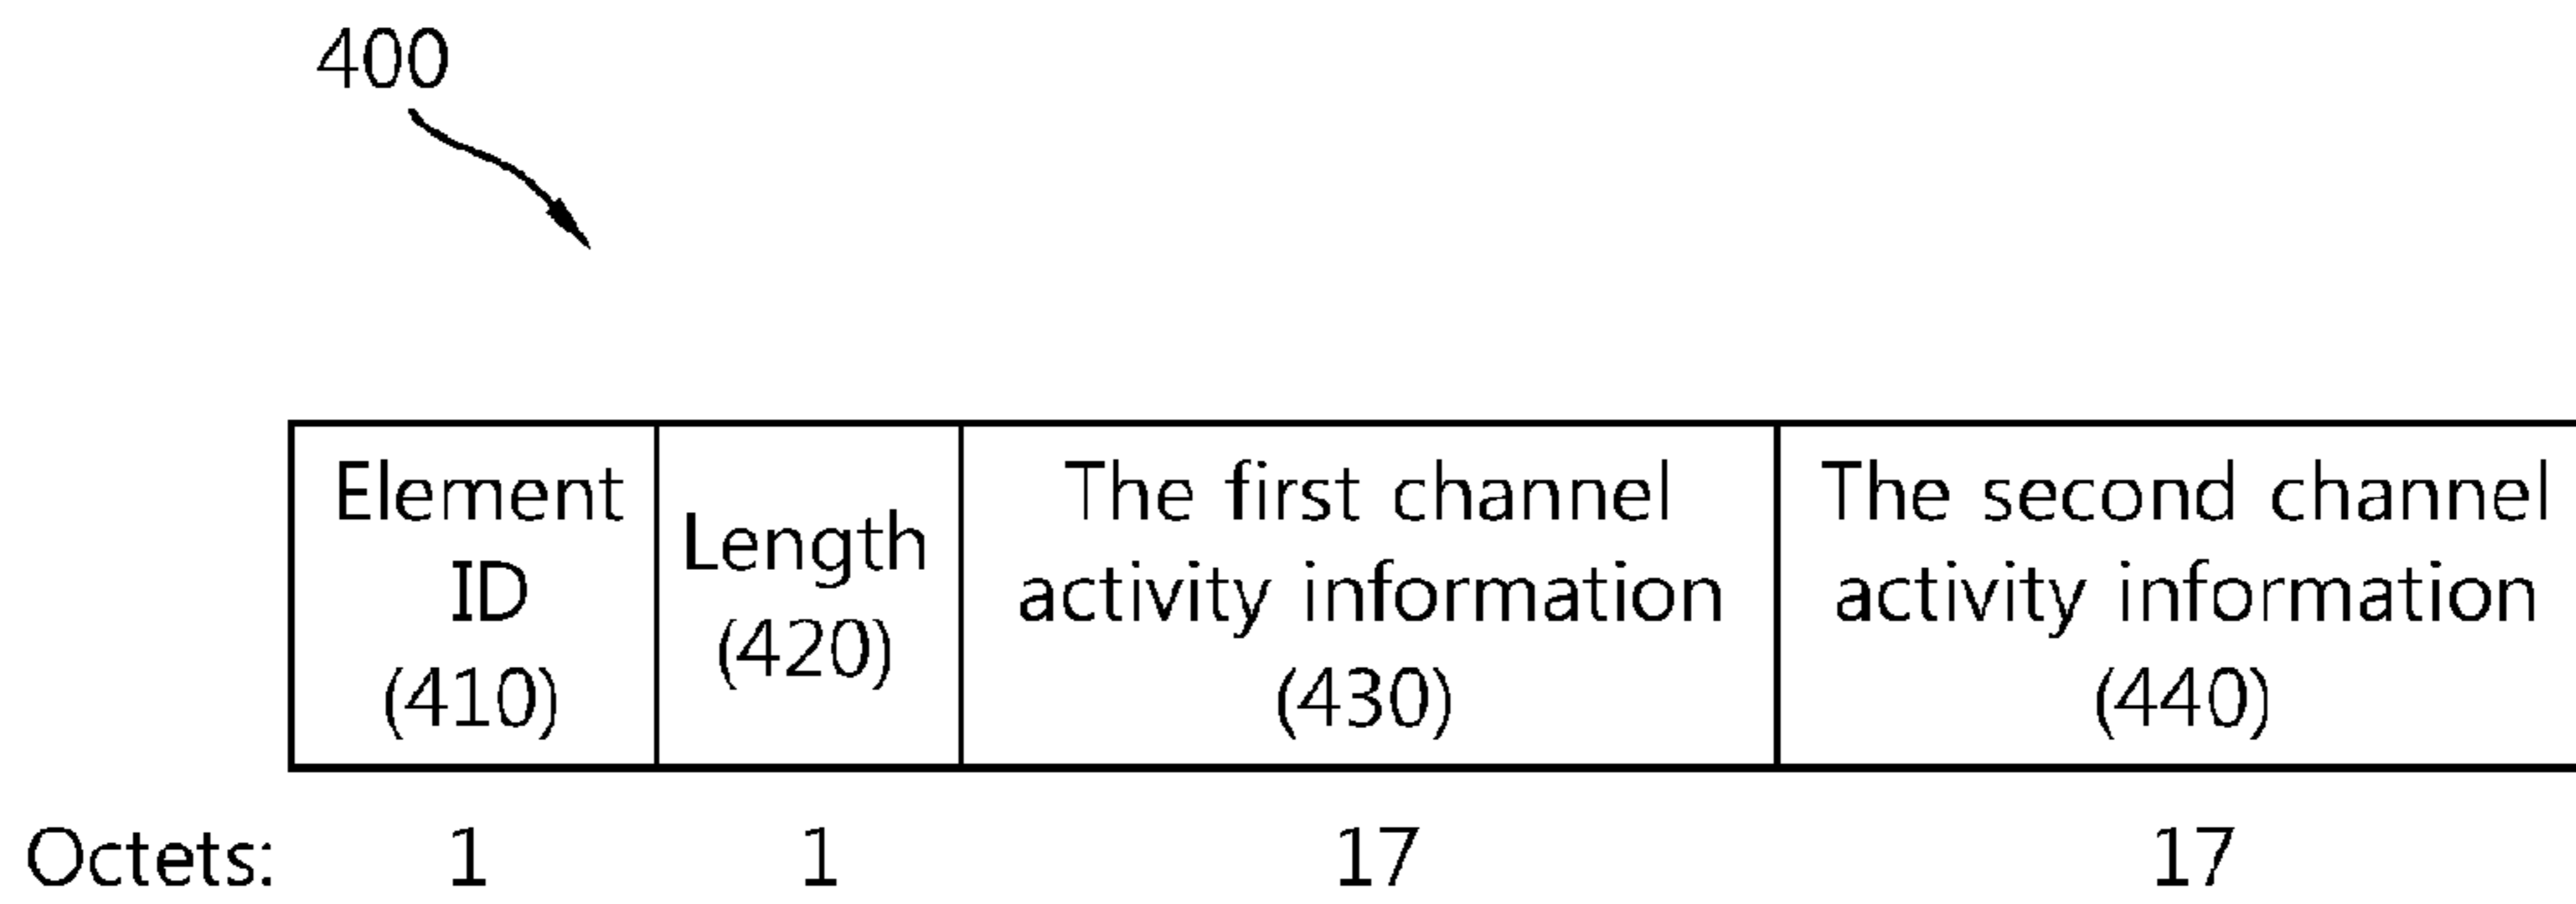 400
Element
ID
(410)
Length
(420)
The first channel
activity information
(430)
The second channel
activity information
(440)
Octets: 1 1 17 17